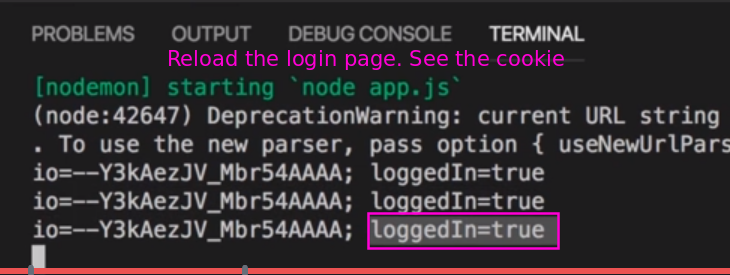 PROBLEMS OUTPUT DEBUG CONSOLE TERMINAL
Reload the login page. See the cookie
[nodemon] starting `node app.js`
(node:42647) DeprecationWarning: current URL string
. To use the new parser, pass option { useNewUrlPars
io=--Y3kAezJV_Mbr54AAAA; loggedIn=true
io=--Y3kAezJV_Mbr54AAAA; loggedIn=true
io=--Y3kAezJV_Mbr54AAAA; loggedIn=true